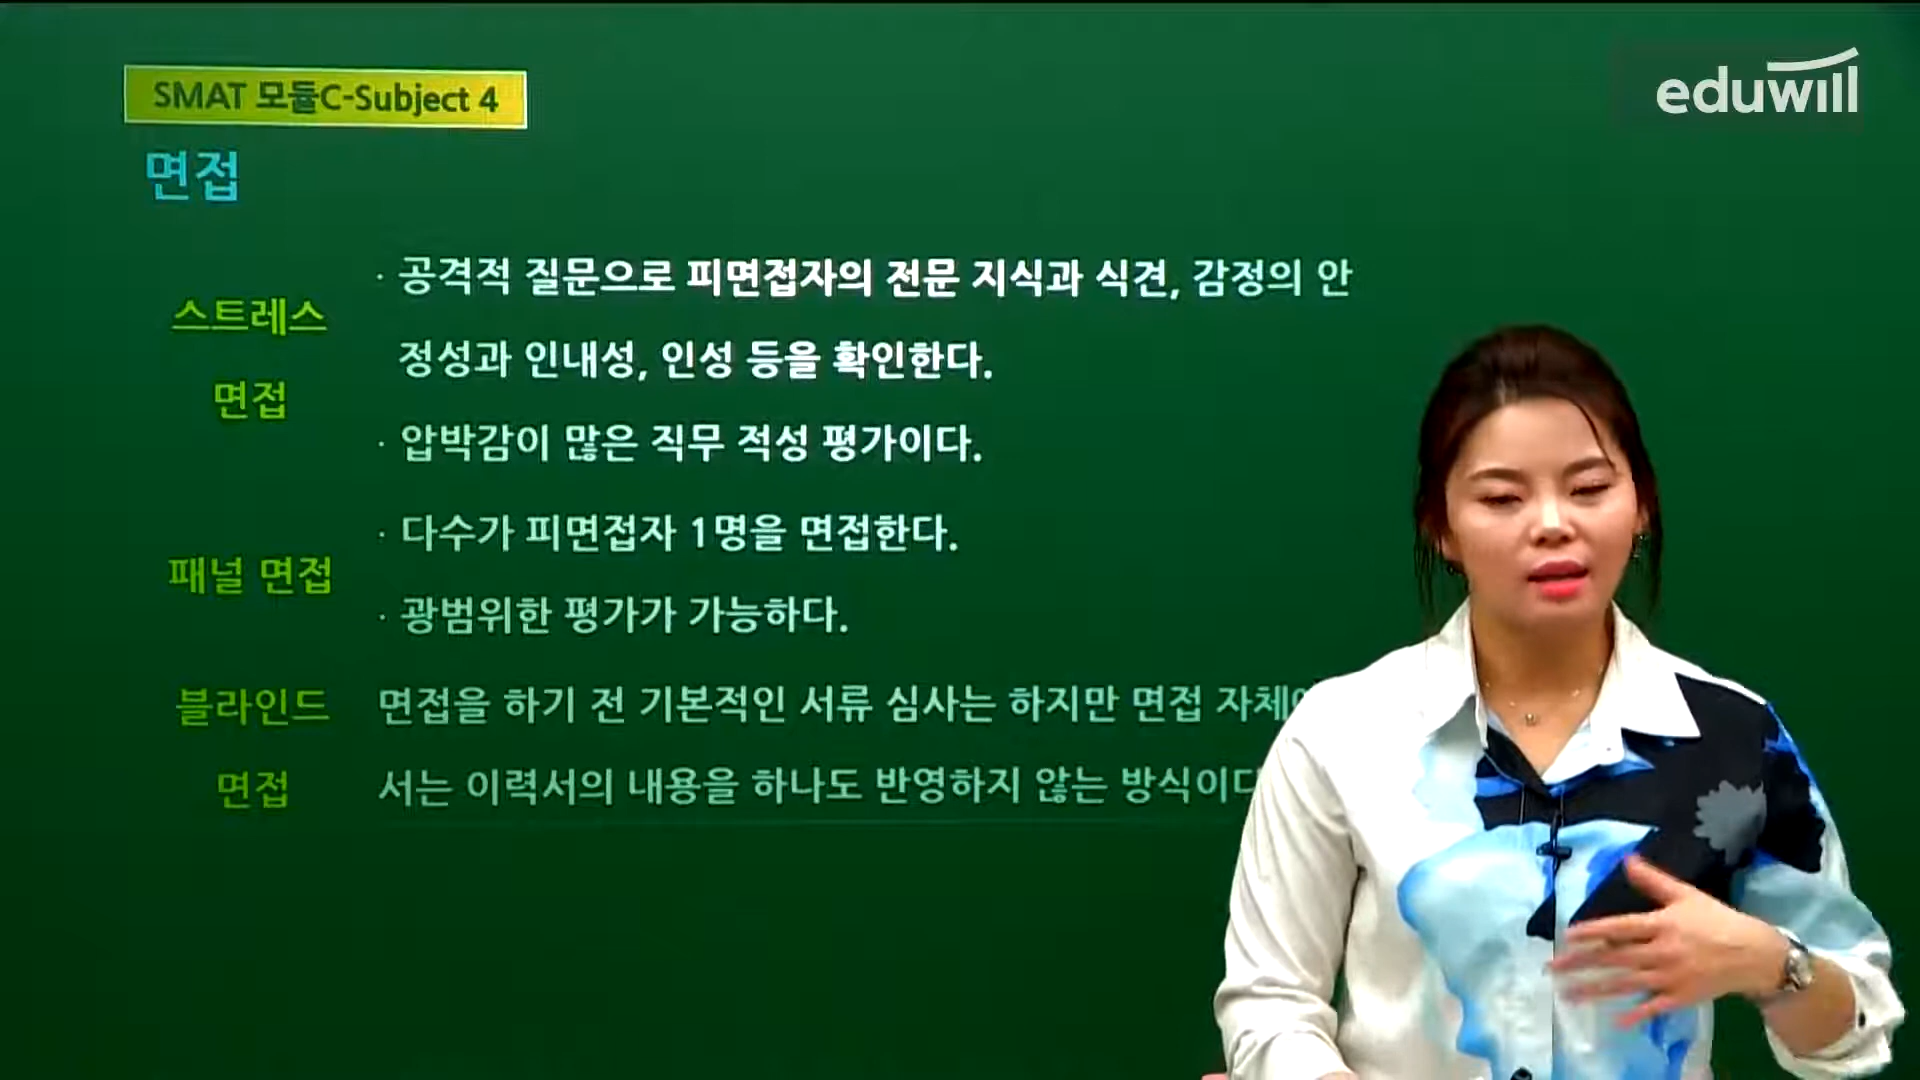 SMAT 모듈C-Subject 4
eduwill
면접
스트레스
면접
· 공격적 질문으로 피면접자의 전문 지식과 식견, 감정의 안
정성과 인내성, 인성 등을 확인한다.
· 압박감이 많은 직무 적성 평가이다.
패널 면접
· 다수가 피면접자 1명을 면접한다.
· 광범위한 평가가 가능하다.
블라인드
면접
면접을 하기 전 기본적인 서류 심사는 하지만 면접
서는 이력서의 내용을 하나도 반영하지 않는 방식이다